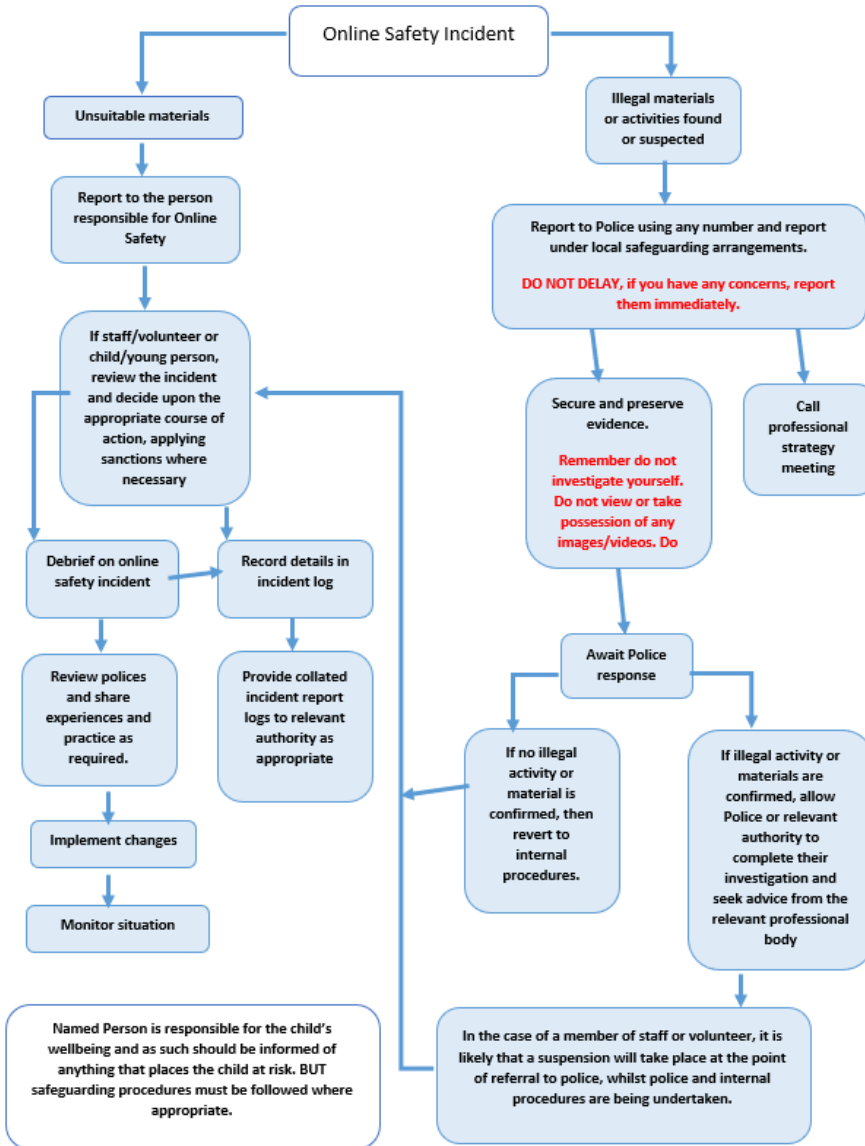 Online Safety Incident
Unsuitable materials
Illegal materials
or activities found
or suspected
Report to the person
responsible for Online
Safety
Report to Police using any number and report
under local safeguarding arrangements.
DO NOT DELAY, if you have any concerns, report
them immediately.
If staff/volunteer or
child/young person,
review the incident
and decide upon the
appropriate course of
action, applying
sanctions where
necessary
Secure and preserve
evidence.
Remember do not
investigate yourself.
Do not view or take
possession of any
images/videos. Do
Call
professional
strategy
meeting
Debrief on online
safety incident
Record details in
incident log
Review polices
and share
experiences and
practice as
required.
Provide collated
incident report
logs to relevant
authority as
appropriate
Await Police
response
If no illegal
activity or
material is
confirmed, then
revert to
internal
procedures.
If illegal activity or
materials are
confirmed, allow
Police or relevant
authority to
complete their
investigation and
seek advice from the
relevant professional
body
Implement changes
Monitor situation
Named Person is responsible for the child's
wellbeing and as such should be informed of
anything that places the child at risk. BUT
safeguarding procedures must be followed where
appropriate.
In the case of a member of staff or volunteer, it is
likely that a suspension will take place at the point
of referral to police, whilst police and internal
procedures are being undertaken.